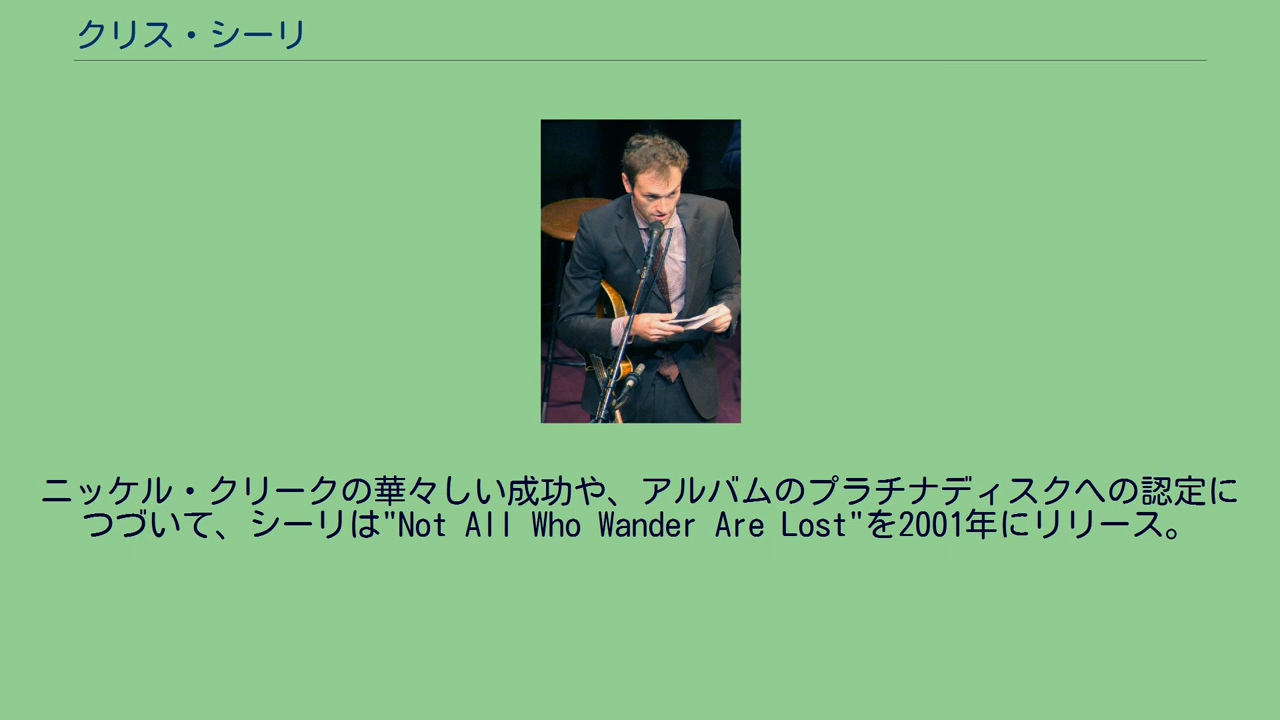 クリス・シーリ
ニッケル・クリークの華々しい成功や、アルバムのプラチナディスクへの認定に
つづいて、シーリは"Not All Who Wander Are Lost"を2001年にリリース。